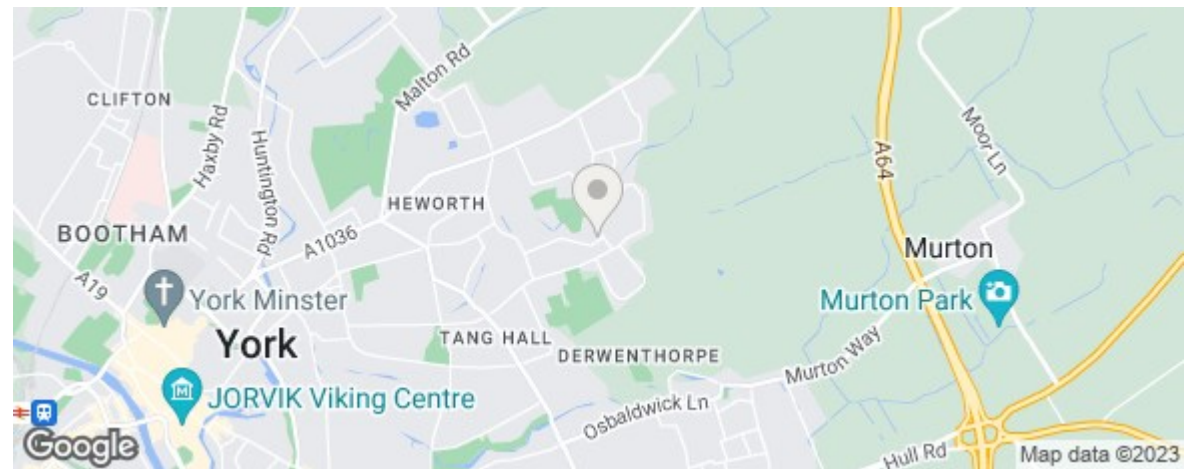 Malton Rd
CLIFTON
Haxby Rd
Huntington Rd
Moor Ln
A64
HEWORTH
BOOTHAM
A1036
Murton
A19
York Minster
Murton Park
York
TANG HALL
DERWENTHORPE
Murton Way
JORVIK Viking Centre
Osbaldwick Ln
Google
Hull Rd
Map data ©2023